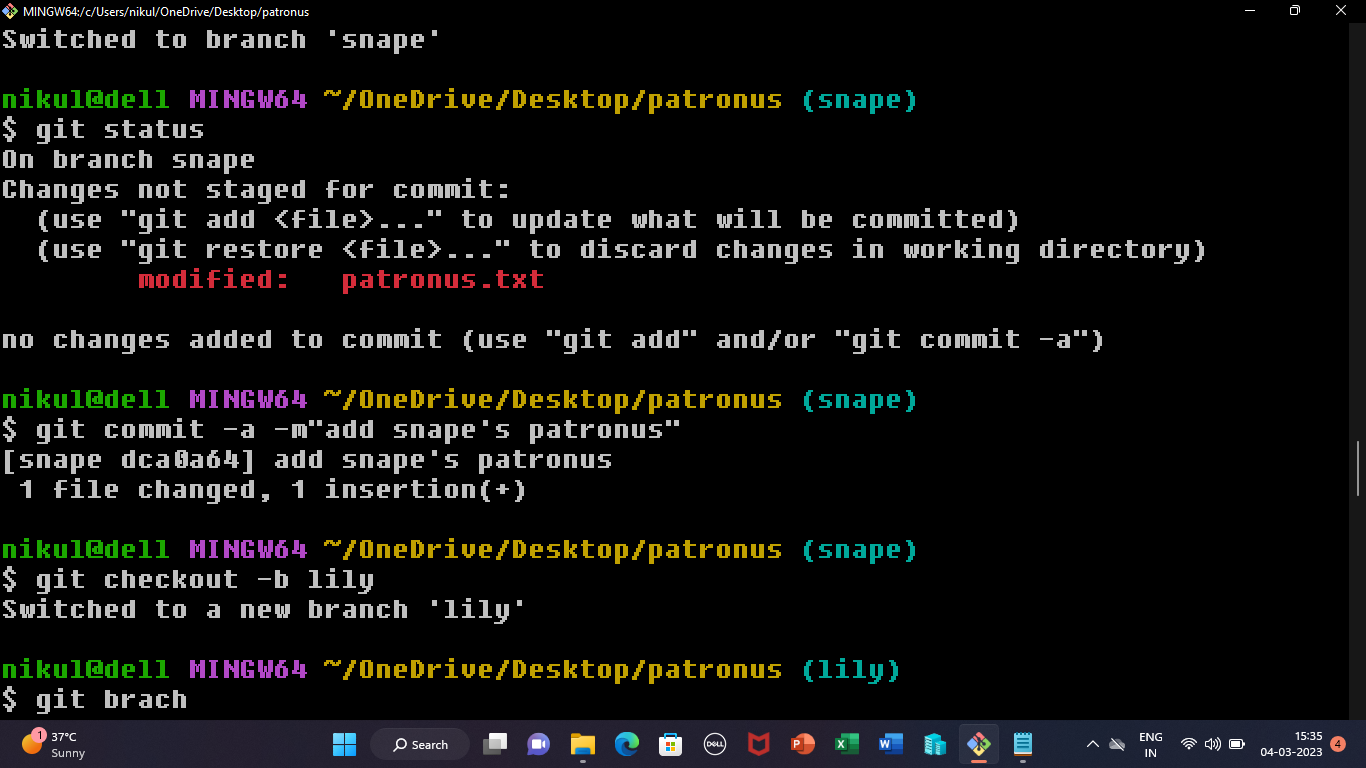 MINGW64:/c/Users/nikul/OneDrive/Desktop/patronus
Switched to branch 'snape'
nikul@dell MINGW64 ~/OneDrive/Desktop/patronus (snape)
$ git status
On branch snape
Changes not staged for commit:
  (use "git add <file>..." to update what will be committed)
  (use "git restore <file>..." to discard changes in working directory)
        modified:   patronus.txt
no changes added to commit (use "git add" and/or "git commit -a")
nikul@dell MINGW64 ~/OneDrive/Desktop/patronus (snape)
$ git commit -a -m"add snape's patronus"
[snape dca0a64] add snape's patronus
 1 file changed, 1 insertion(+)
nikul@dell MINGW64 ~/OneDrive/Desktop/patronus (snape)
$ git checkout -b lily
Switched to a new branch 'lily'
nikul@dell MINGW64 ~/OneDrive/Desktop/patronus (lily)
$ git brach
1
37°C
Sunny
Search
DELL
P
X
W
ENG
IN
15:35
04-03-2023
4